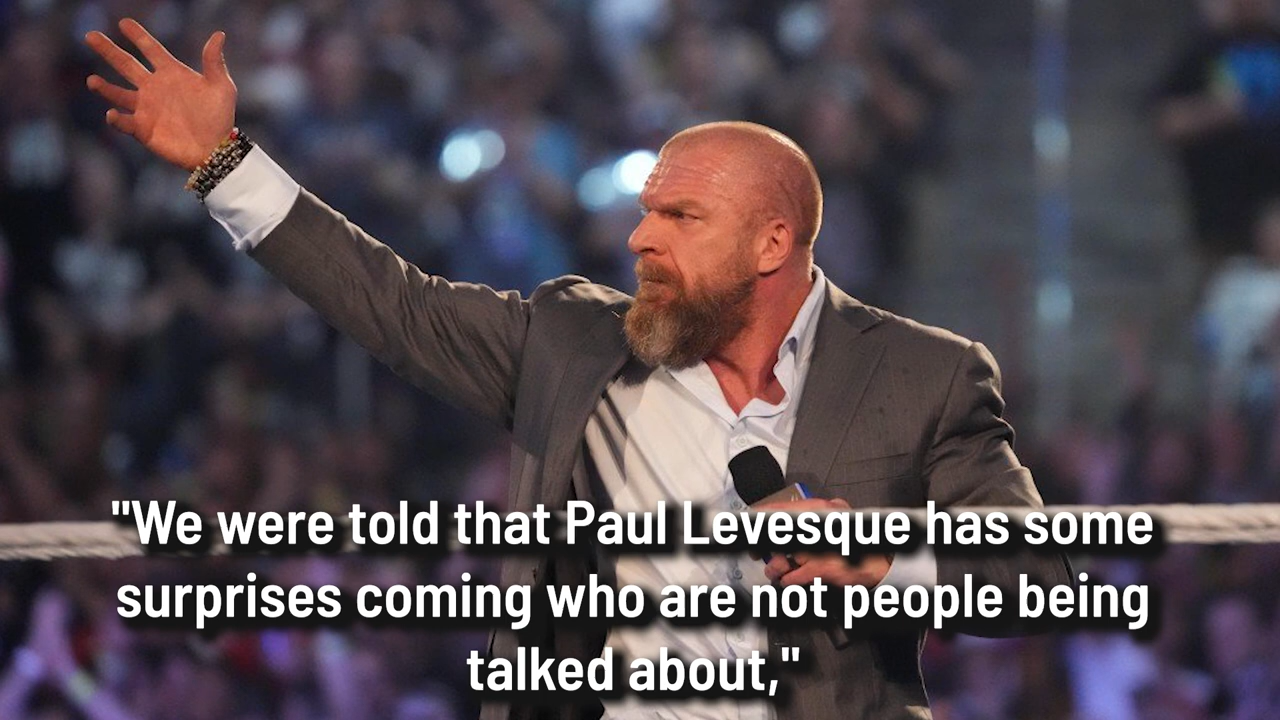 "We were told that Paul Levesque has some
surprises coming who are not people being
talked about,"